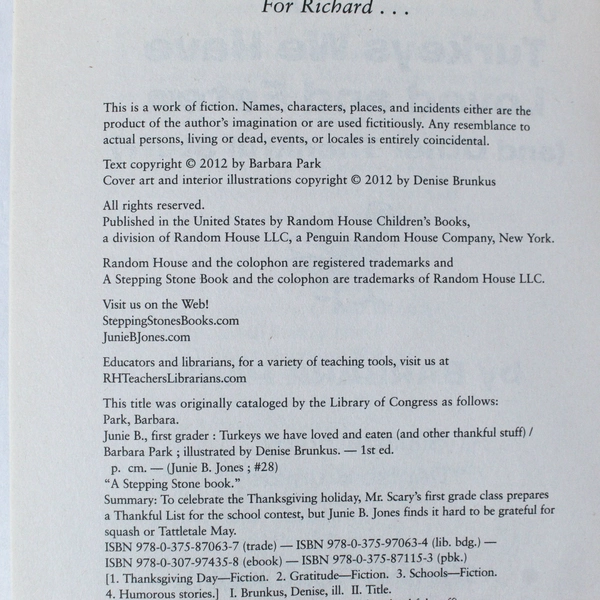 For Richard . . .
This is a work of fiction. Names, characters, places, and incidents either are the
product of the author's imagination or are used fictitiously. Any resemblance to
actual persons, living or dead, events, or locales is entirely coincidental.
Text copyright © 2012 by Barbara Park
Cover art and interior illustrations copyright © 2012 by Denise Brunkus
All rights reserved.
Published in the United States by Random House Children's Books,
a division of Random House LLC, a Penguin Random House Company, New York.
Random House and the colophon are registered trademarks and
A Stepping Stone Book and the colophon are trademarks of Random House LLC.
Visit us on the Web!
SteppingStonesBooks.com
JunieBJones.com
Educators and librarians, for a variety of teaching tools, visit us at
RHTeachersLibrarians.com
This title was originally cataloged by the Library of Congress as follows:
Park, Barbara.
Junie B., first grader : Turkeys we have loved and eaten (and other thankful stuff) /
Barbara Park ; illustrated by Denise Brunkus. — 1st ed.
p. cm. — (Junie B. Jones ; #28)
"A Stepping Stone book."
Summary: To celebrate the Thanksgiving holiday, Mr. Scary's first grade class prepares
a Thankful List for the school contest, but Junie B. Jones finds it hard to be grateful for
squash or Tattletale May.
ISBN 978-0-375-87063-7 (trade) — ISBN 978-0-375-97063-4 (lib. bdg.) —
ISBN 978-0-307-97435-8 (ebook) — ISBN 978-0-375-87115-3 (pbk.)
[1. Thanksgiving Day—Fiction. 2. Gratitude—Fiction. 3. Schools—Fiction.
4. Humorous stories.] I. Brunkus, Denise, ill. II. Title.